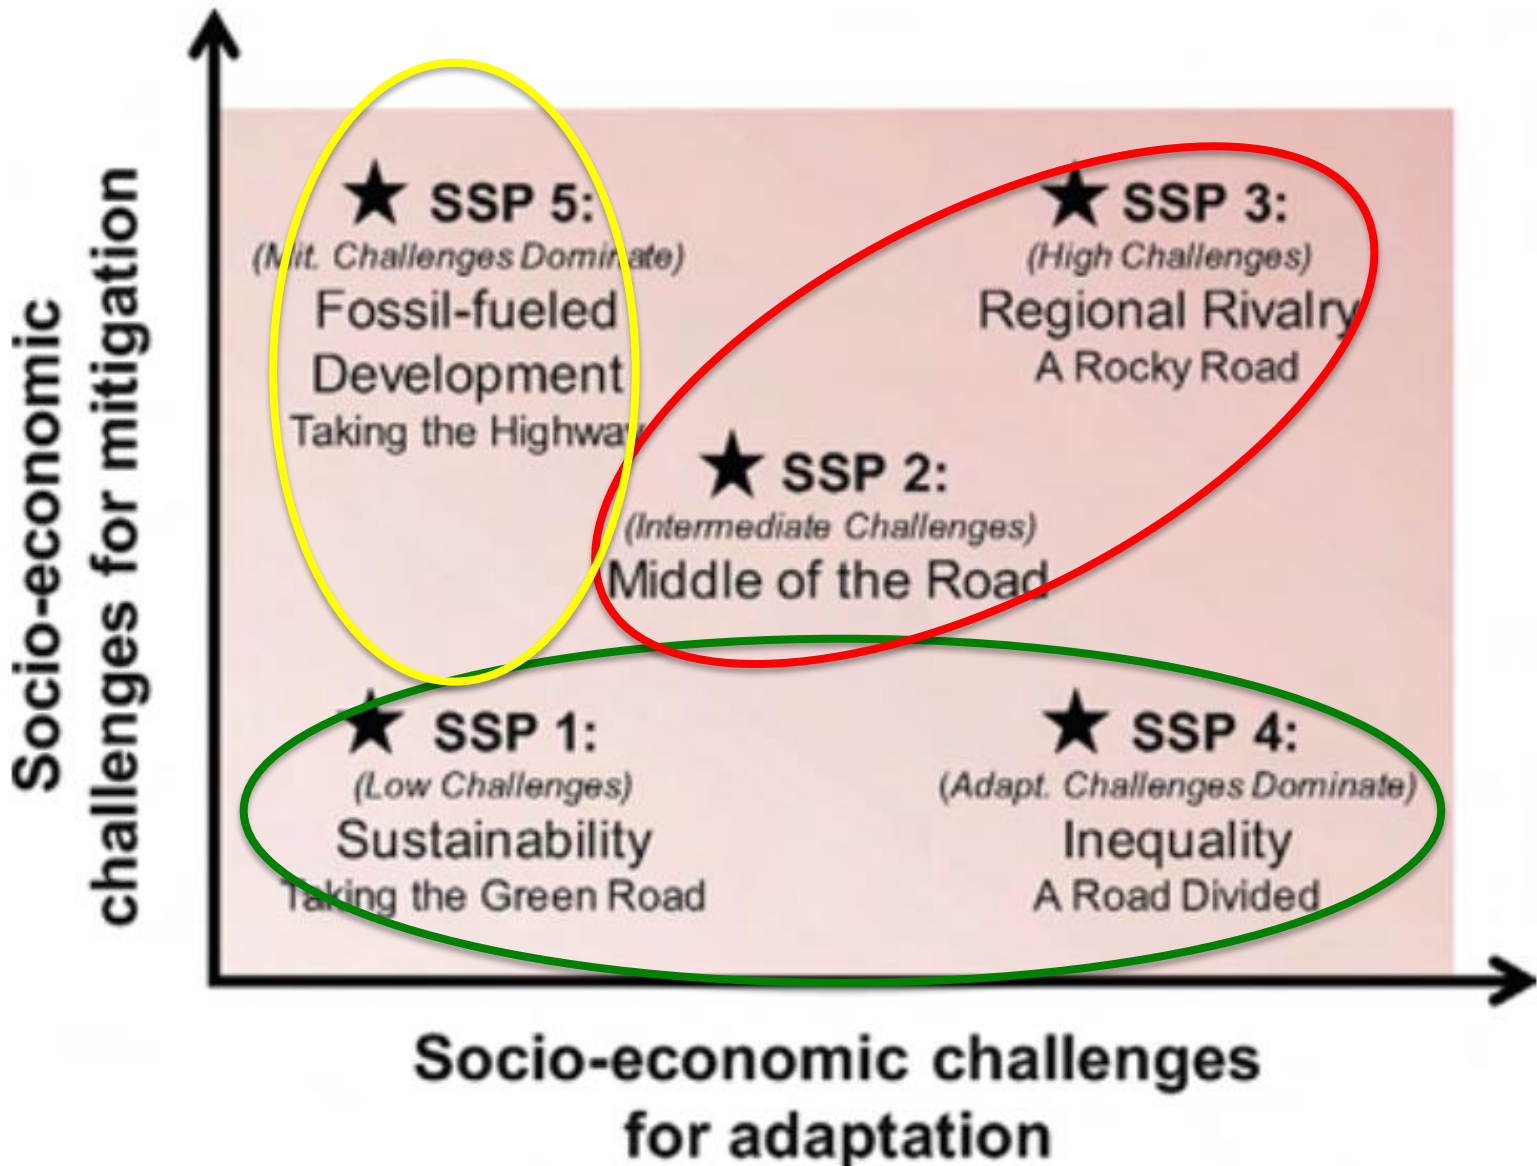 Socio-economic
challenges for mitigation
SSP 5:
(Mit. Challenges Dominate)
Fossil-fueled
Development
Taking the Highway
SSP 3:
(High Challenges)
Regional Rivalry
A Rocky Road
SSP 2:
(Intermediate Challenges)
Middle of the Road
SSP 1:
(Low Challenges)
Sustainability
Taking the Green Road
SSP 4:
(Adapt. Challenges Dominate)
Inequality
A Road Divided
Socio-economic challenges
for adaptation